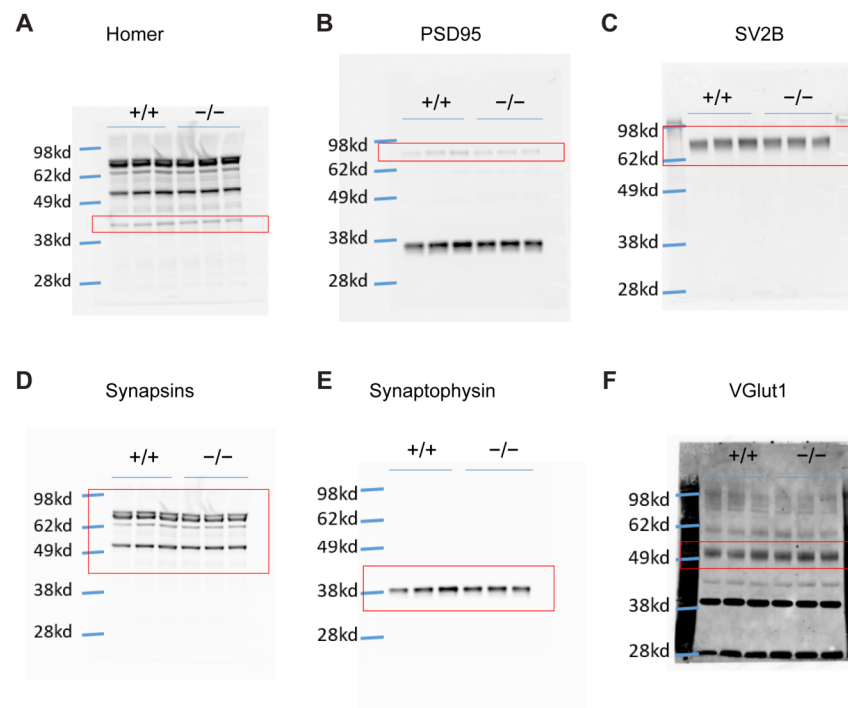 A
Homer
+/+ −/−
98kd
62kd
49kd
38kd
28kd
B
PSD95
+/+ −/−
98kd
62kd
49kd
38kd
28kd
C
SV2B
+/+ −/−
98kd
62kd
49kd
38kd
28kd
D
Synapsins
+/+ −/−
98kd
62kd
49kd
38kd
28kd
E
Synaptophysin
+/+ −/−
98kd
62kd
49kd
38kd
28kd
F
VGlut1
+/+ −/−
98kd
62kd
49kd
38kd
28kd